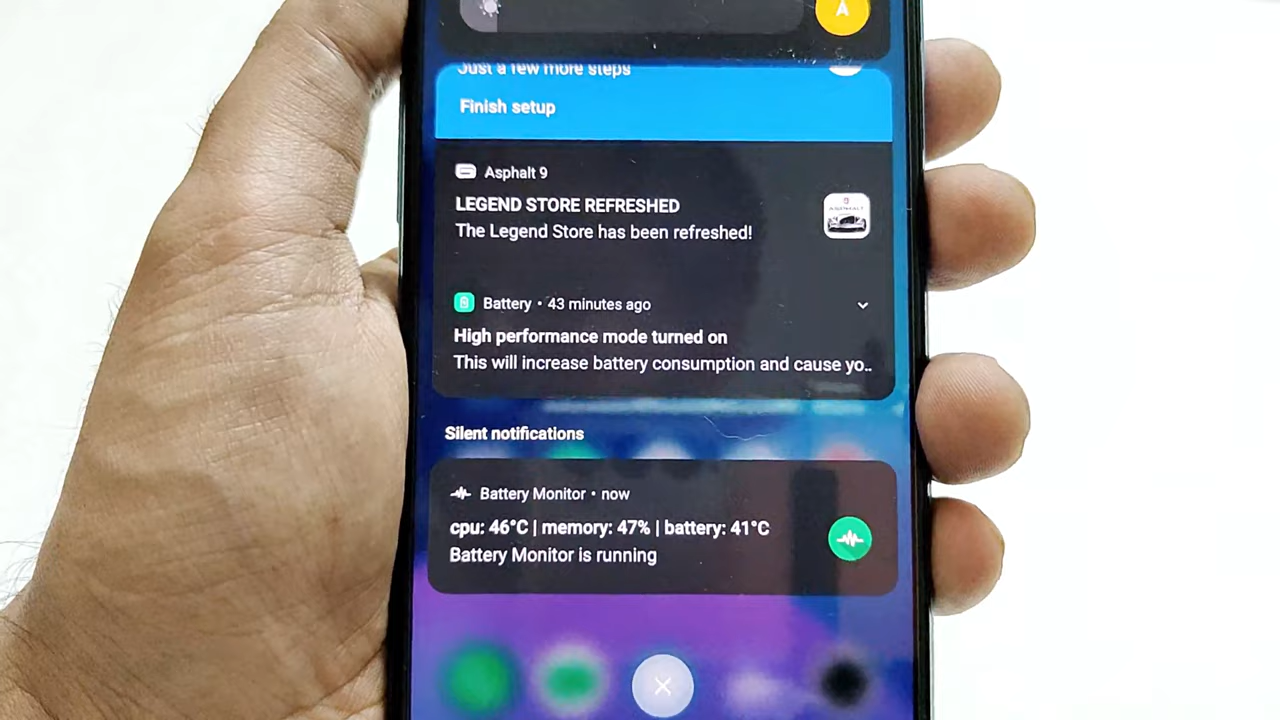 A
Just a few more steps
Finish setup
Asphalt 9
LEGEND STORE REFRESHED
The Legend Store has been refreshed!
Battery • 43 minutes ago
High performance mode turned on
This will increase battery consumption and cause yo..
Silent notifications
Battery Monitor • now
cpu: 46°C | memory: 47% | battery: 41°C
Battery Monitor is running